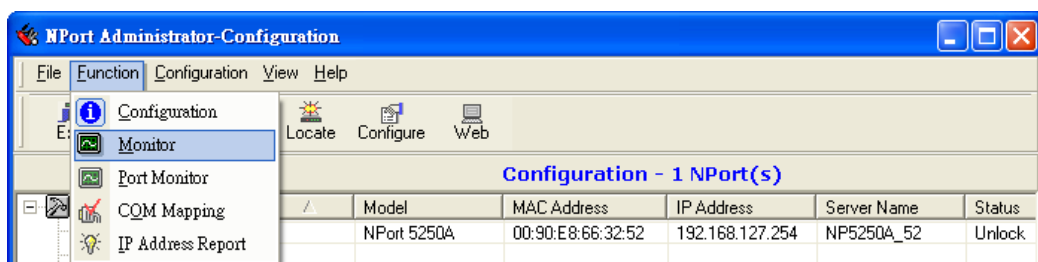 NPort Administrator-Configuration
File Function Configuration View Help
Configuration
Monitor
Port Monitor
COM Mapping
IP Address Report
Locate Configure Web
Configuration - 1 NPort(s)
Model MAC Address IP Address Server Name Status
NPort 5250A 00:90:E8:66:32:52 192.168.127.254 NP5250A_52 Unlock